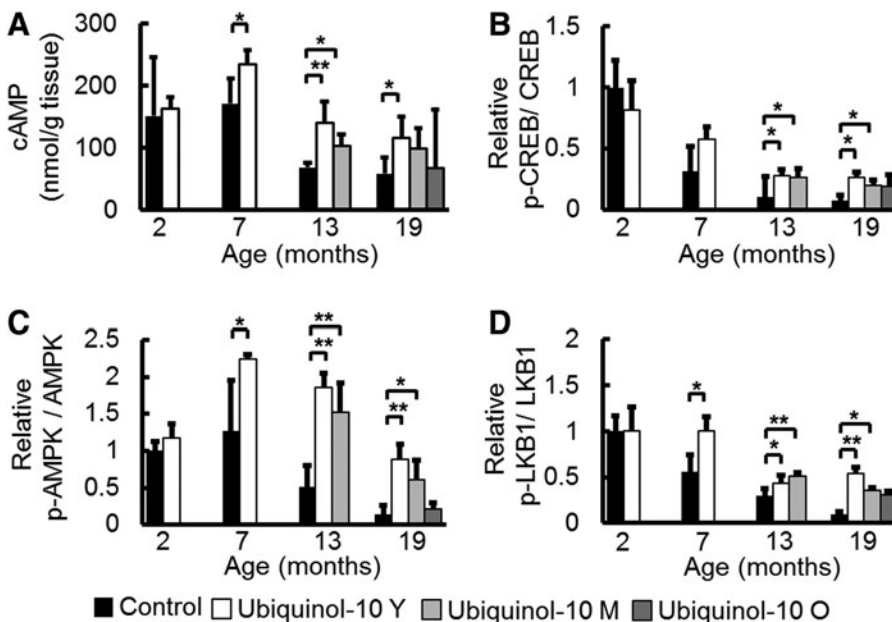 A
cAMP
(nmol/g tissue)
300
200
100
0
*
*
**
*
2 7 13 19
Age (months)
B
Relative
p-CREB/ CREB
1
0.5
0
*
*
*
*
2 7 13 19
Age (months)
C
Relative
p-AMPK / AMPK
2.5
2
1.5
1
0.5
0
*
**
**
*
**
2 7 13 19
Age (months)
D
Relative
p-LKB1/ LKB1
2
1.5
1
0.5
0
*
**
*
*
**
2 7 13 19
Age (months)
Control Ubiquinol-10 Y Ubiquinol-10 M Ubiquinol-10 O